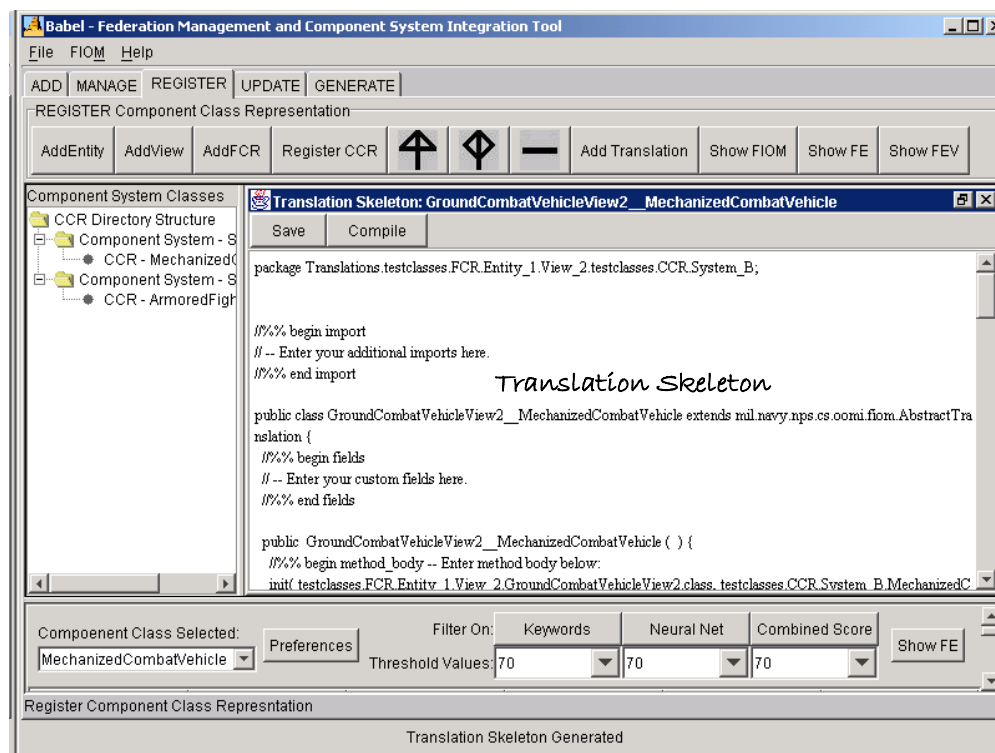 Babel - Federation Management and Component System Integration Tool
File FIOM Help
ADD MANAGE REGISTER UPDATE GENERATE
REGISTER Component Class Representation
AddEntity AddView AddFCR Register CCR Add Translation Show FIOM Show FE Show FEV
Component System Classes
CCR Directory Structure
Component System - S
CCR - Mechanized(
Component System - S
CCR - ArmoredFigh
Translation Skeleton: GroundCombatVehicleView2__MechanizedCombatVehicle
Save Compile
package Translations.testclasses.FCR.Entity_1.View_2.testclasses.CCR.System_B;
//%% begin import
// -- Enter your additional imports here.
//%% end import
Translation Skeleton
public class GroundCombatVehicleView2__MechanizedCombatVehicle extends mil.navy.nps.cs.oomi.fiom.AbstractTra
nslation {
//%% begin fields
// -- Enter your custom fields here.
//%% end fields
public GroundCombatVehicleView2__MechanizedCombatVehicle ( ) {
//%% begin method_body -- Enter method body below:
init( testclasses.FCR.Entity_1.View_2.GroundCombatVehicleView2.class, testclasses.CCR.System_B.MechanizedC
Compoenent Class Selected:
MechanizedCombatVehicle
Preferences
Filter On: Keywords Neural Net Combined Score
Threshold Values: 70 70 70
Show FE
Register Component Class Represntation
Translation Skeleton Generated